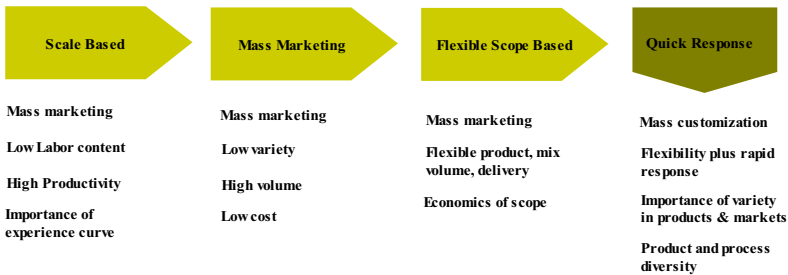 Scale Based
Mass Marketing
Flexible Scope Based
Quick Response
Mass marketing
Low Labor content
High Productivity
Importance of
experience curve
Mass marketing
Low variety
High volume
Low cost
Mass marketing
Flexible product, mix
volume, delivery
Economics of scope
Mass customization
Flexibility plus rapid
response
Importance of variety
in products & markets
Product and process
diversity